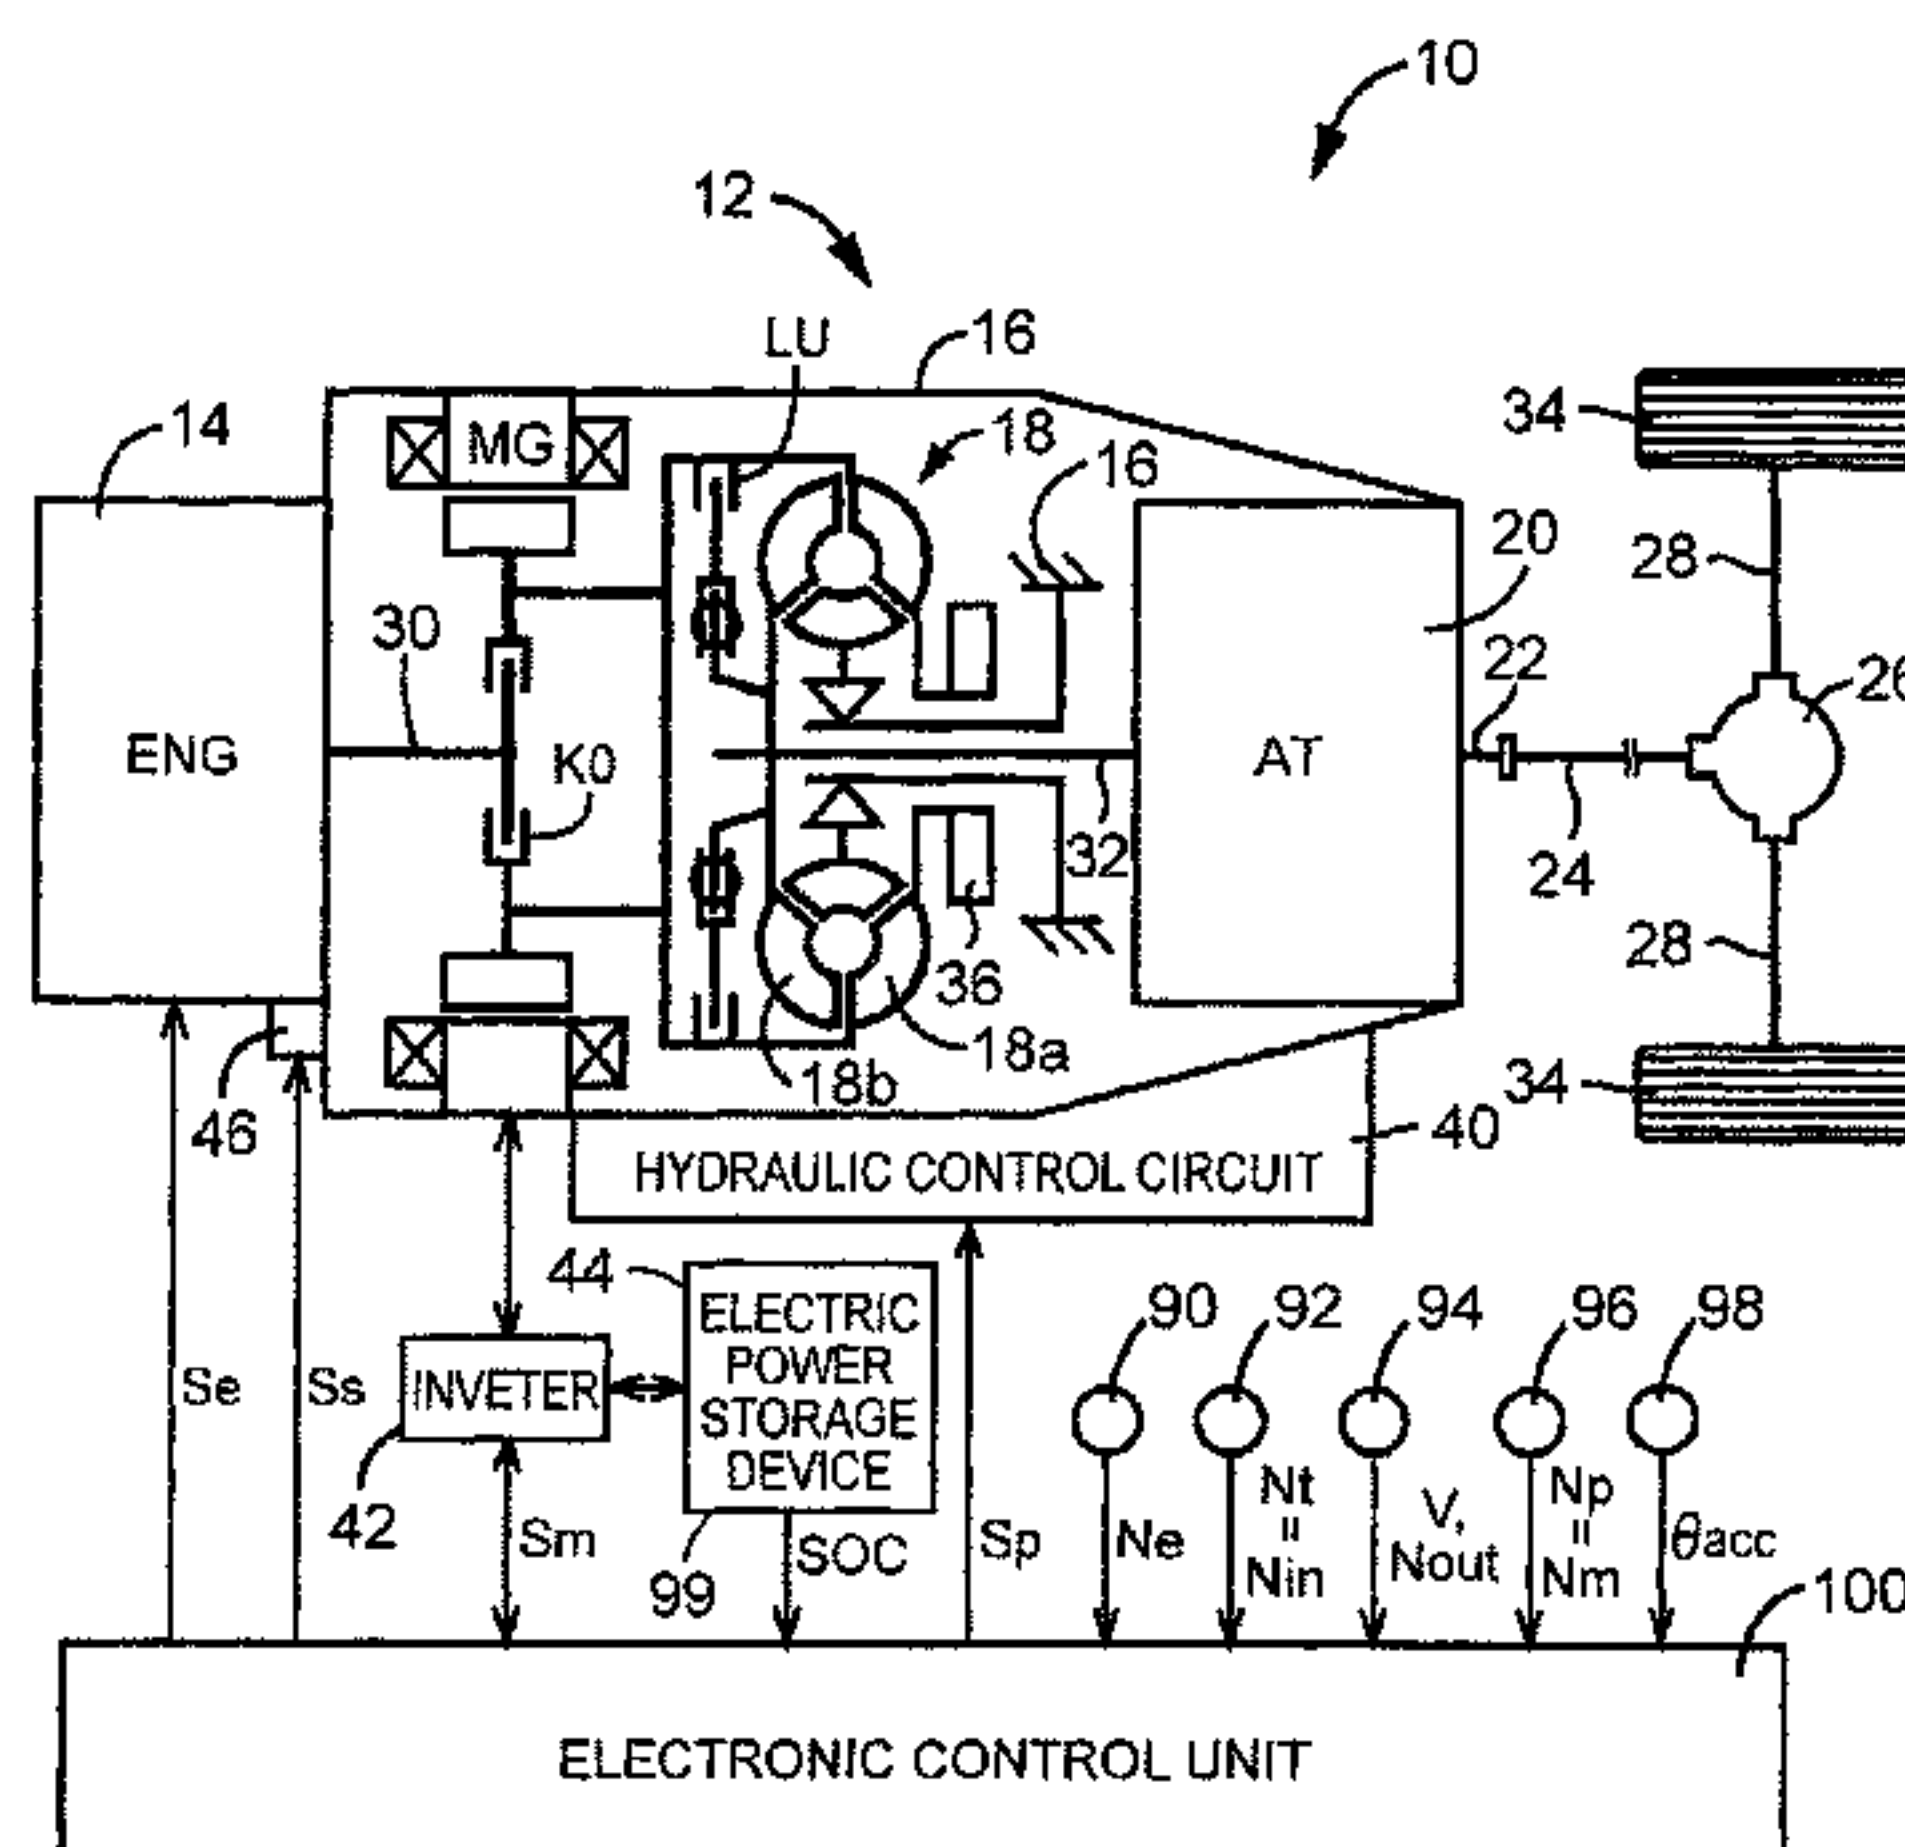 10
12
LU
16
14
MG
18
16
34
20
28
30
22
26
ENG
K0
AT
32
24
36
28
18a
18b
46
34
40
HYDRAULIC CONTROL CIRCUIT
44
ELECTRIC
POWER
STORAGE
DEVICE
90
92
94
96
98
Se
Ss
INVETER
42
Sm
99
SOC
Sp
Ne
Nt
=
Nin
V,
Nout
Np
=
Nm
θacc
100
ELECTRONIC CONTROL UNIT